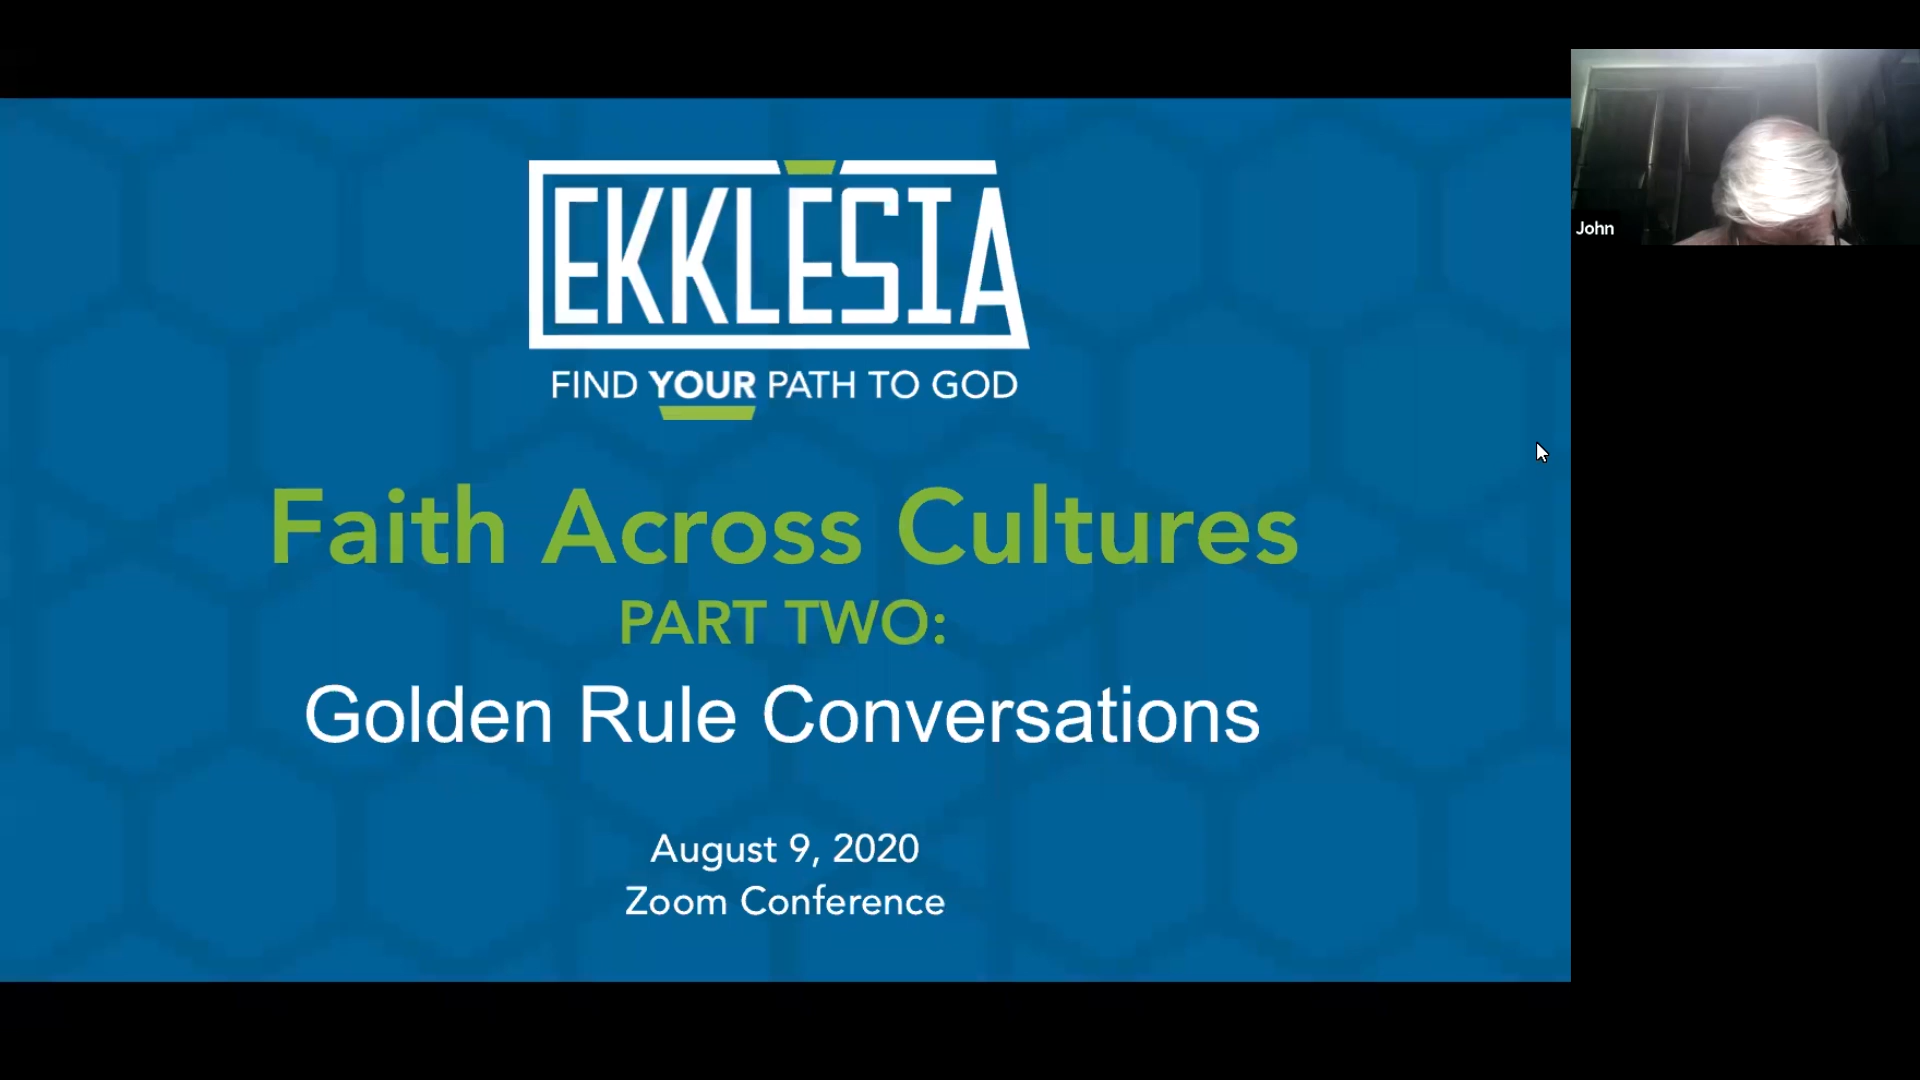 EKKLESIA
FIND YOUR PATH TO GOD
Faith Across Cultures
PART TWO:
Golden Rule Conversations
August 9, 2020
Zoom Conference
John